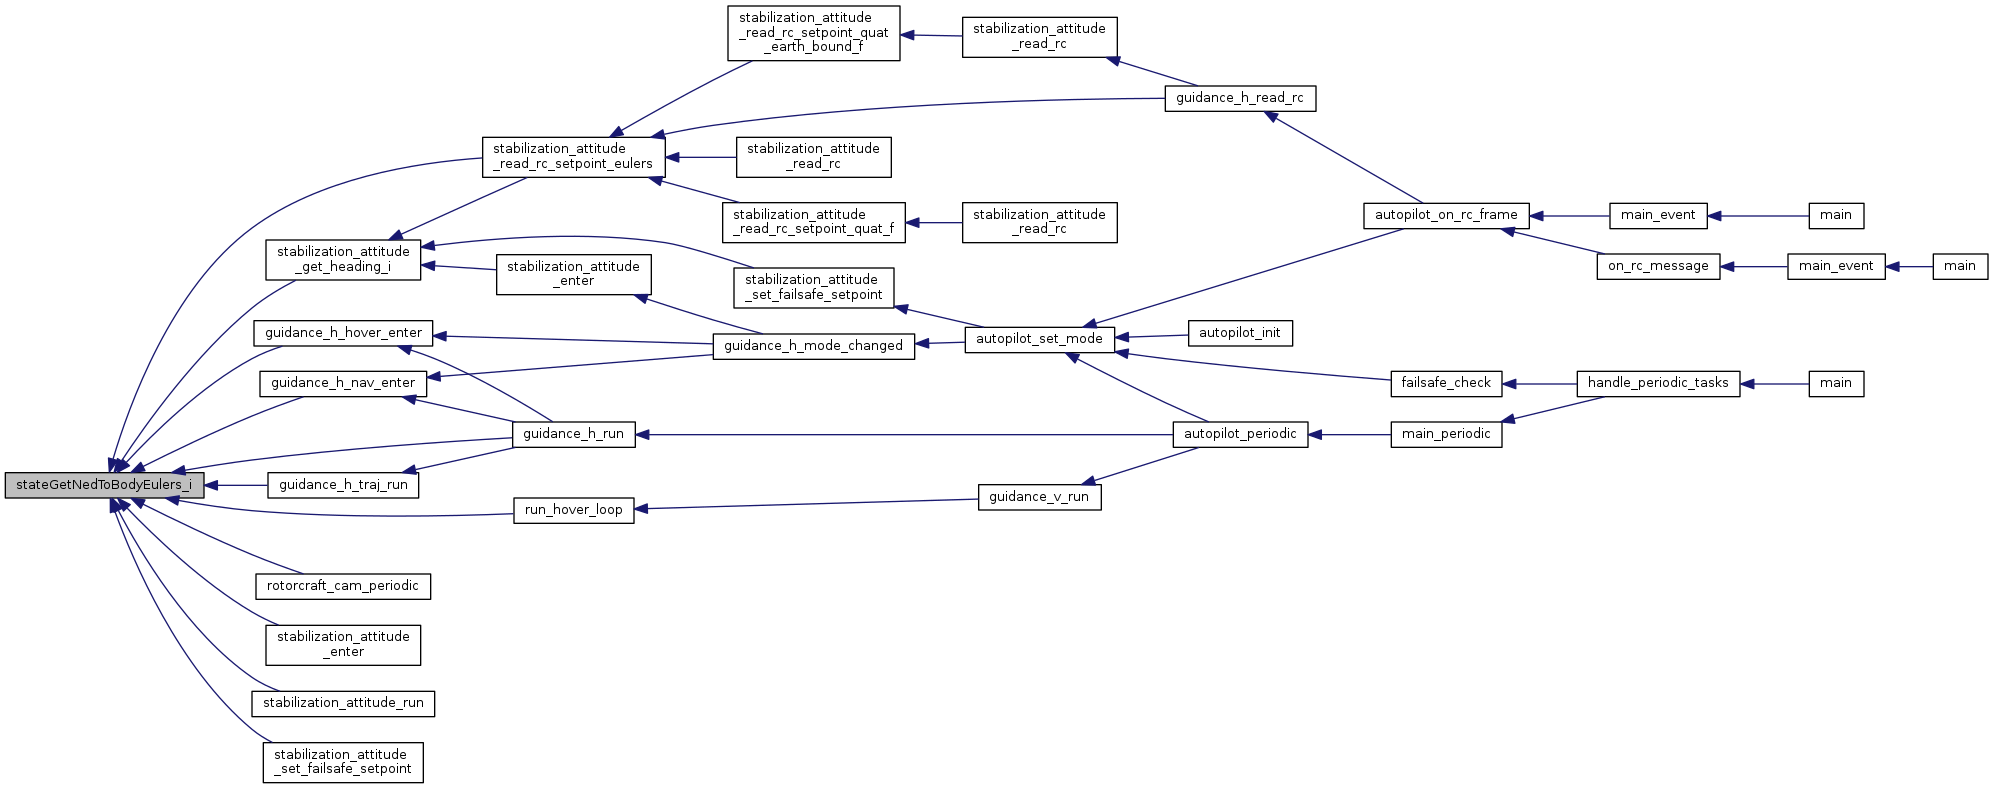 stabilization_attitude
_read_rc_setpoint_quat
_earth_bound_f
stabilization_attitude
_read_rc
guidance_h_read_rc
stabilization_attitude
_read_rc_setpoint_eulers
stabilization_attitude
_read_rc
stabilization_attitude
_read_rc_setpoint_quat_f
stabilization_attitude
_read_rc
autopilot_on_rc_frame
main_event
main
stabilization_attitude
_get_heading_i
stabilization_attitude
_enter
stabilization_attitude
_set_failsafe_setpoint
on_rc_message
main_event
main
guidance_h_hover_enter
guidance_h_mode_changed
autopilot_set_mode
autopilot_init
guidance_h_nav_enter
failsafe_check
handle_periodic_tasks
main
guidance_h_run
autopilot_periodic
main_periodic
stateGetNedToBodyEulers_i
guidance_h_traj_run
run_hover_loop
guidance_v_run
rotorcraft_cam_periodic
stabilization_attitude
_enter
stabilization_attitude_run
stabilization_attitude
_set_failsafe_setpoint